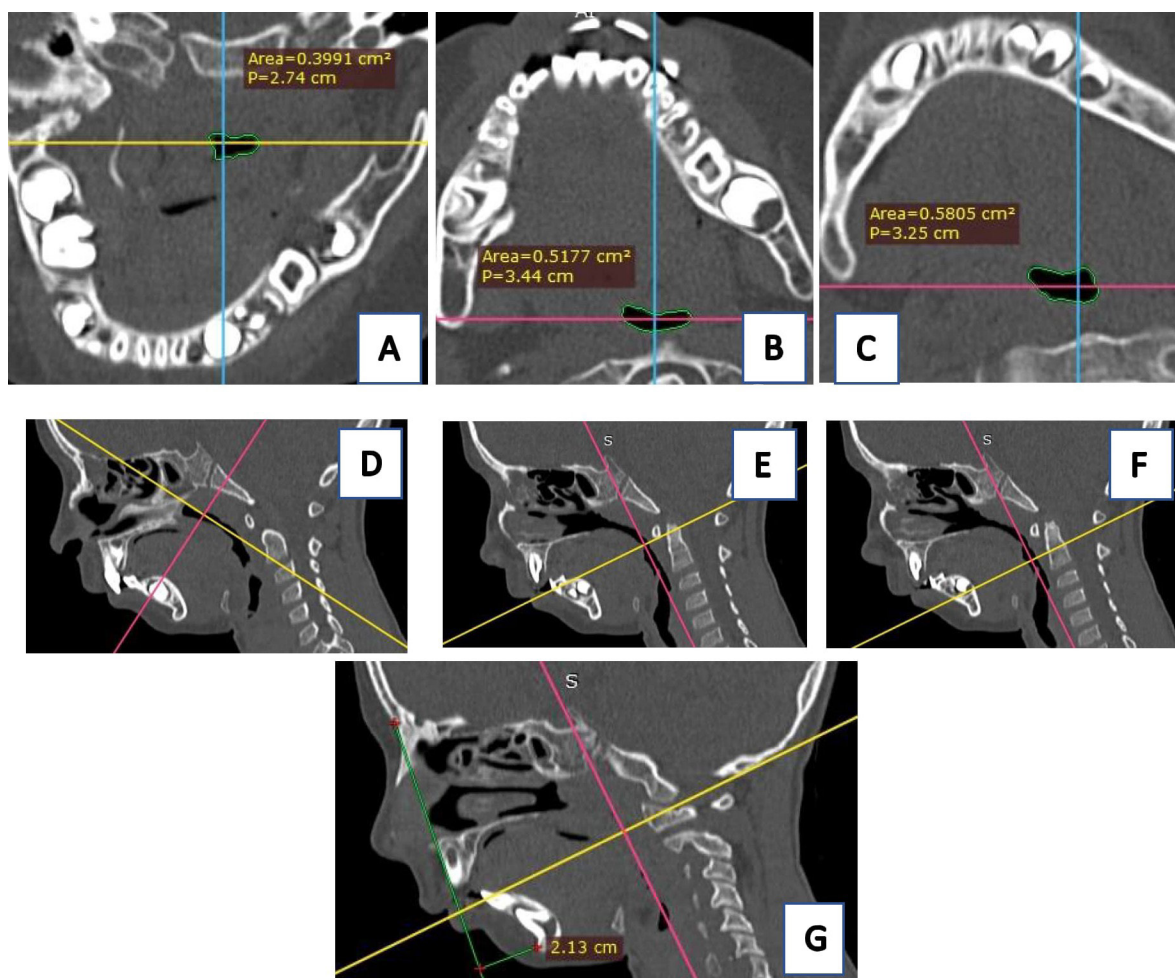 Area=0.3991 cm²
P=2.74 cm
A
Area=0.5177 cm²
P=3.44 cm
B
Area=0.5805 cm²
P=3.25 cm
C
D
S
E
S
F
S
2.13 cm
G